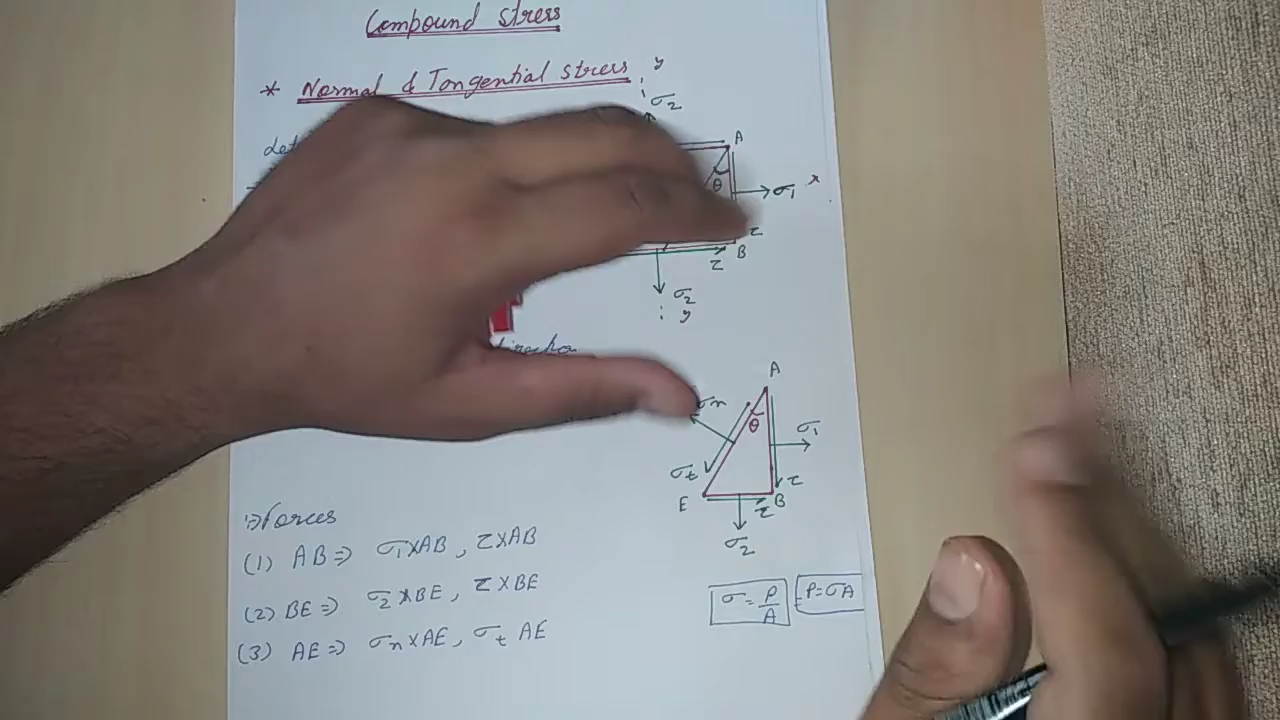 Compound stress
* Normal & Tangential stress
y
σ2
A
θ
σ1 x
τ
τ B
σ2
y
direction
A
σn
θ
σ1
σt
τ
E τ B
σ2
:⇒ Forces
(1) AB ⇒ σ1 × AB , τ × AB
(2) BE ⇒ σ2 × BE , τ × BE
(3) AE ⇒ σn × AE , σt AE
σ = P/A P = σA